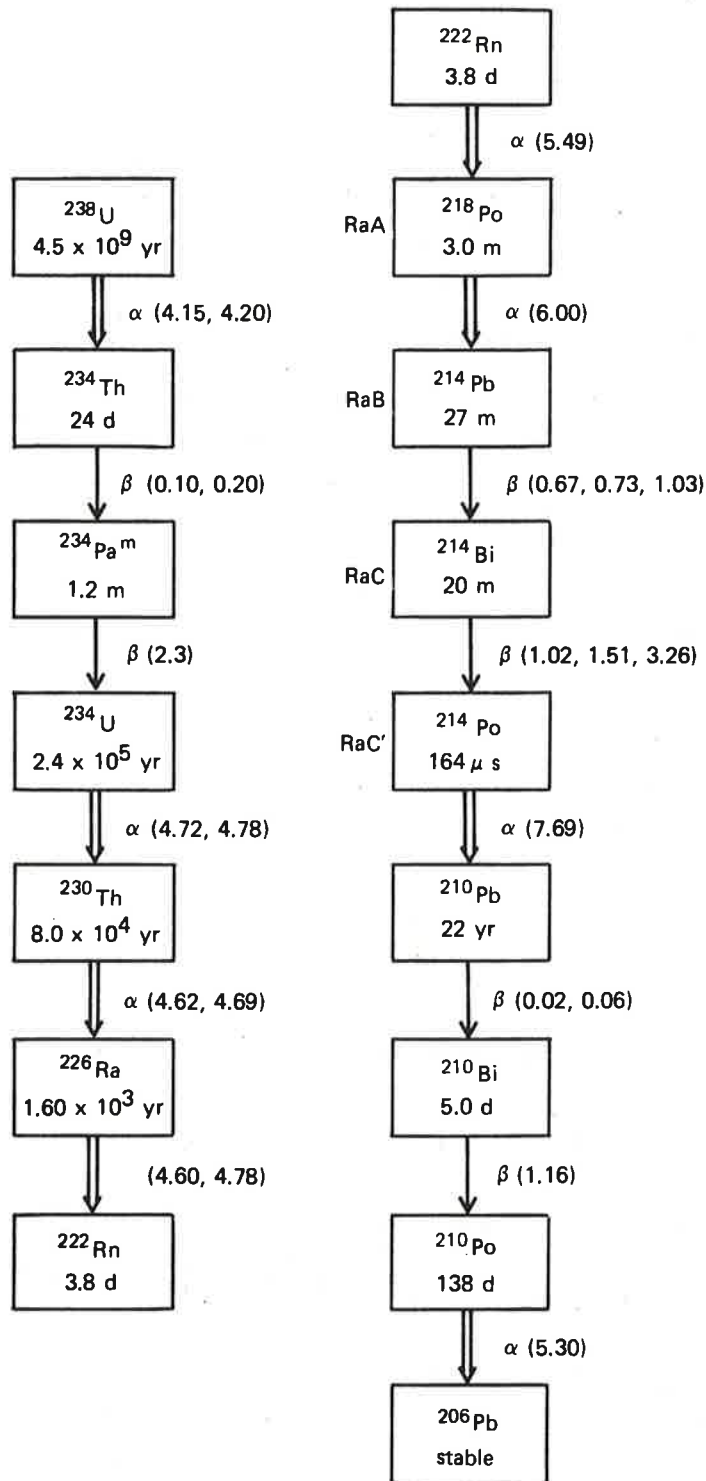 ²³⁸U
4.5 x 10⁹ yr
α (4.15, 4.20)
²³⁴Th
24 d
β (0.10, 0.20)
²³⁴Paᵐ
1.2 m
β (2.3)
²³⁴U
2.4 x 10⁵ yr
α (4.72, 4.78)
²³⁰Th
8.0 x 10⁴ yr
α (4.62, 4.69)
²²⁶Ra
1.60 x 10³ yr
(4.60, 4.78)
²²²Rn
3.8 d
²²²Rn
3.8 d
α (5.49)
RaA
²¹⁸Po
3.0 m
α (6.00)
RaB
²¹⁴Pb
27 m
β (0.67, 0.73, 1.03)
RaC
²¹⁴Bi
20 m
β (1.02, 1.51, 3.26)
RaC′
²¹⁴Po
164 μ s
α (7.69)
²¹⁰Pb
22 yr
β (0.02, 0.06)
²¹⁰Bi
5.0 d
β (1.16)
²¹⁰Po
138 d
α (5.30)
²⁰⁶Pb
stable